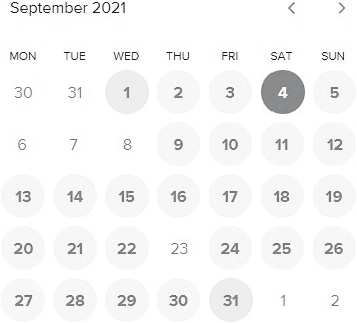 September 2021
MON TUE WED THU FRI SAT SUN
30 31 1 2 3 4 5
6 7 8 9 10 11 12
13 14 15 16 17 18 19
20 21 22 23 24 25 26
27 28 29 30 31 1 2